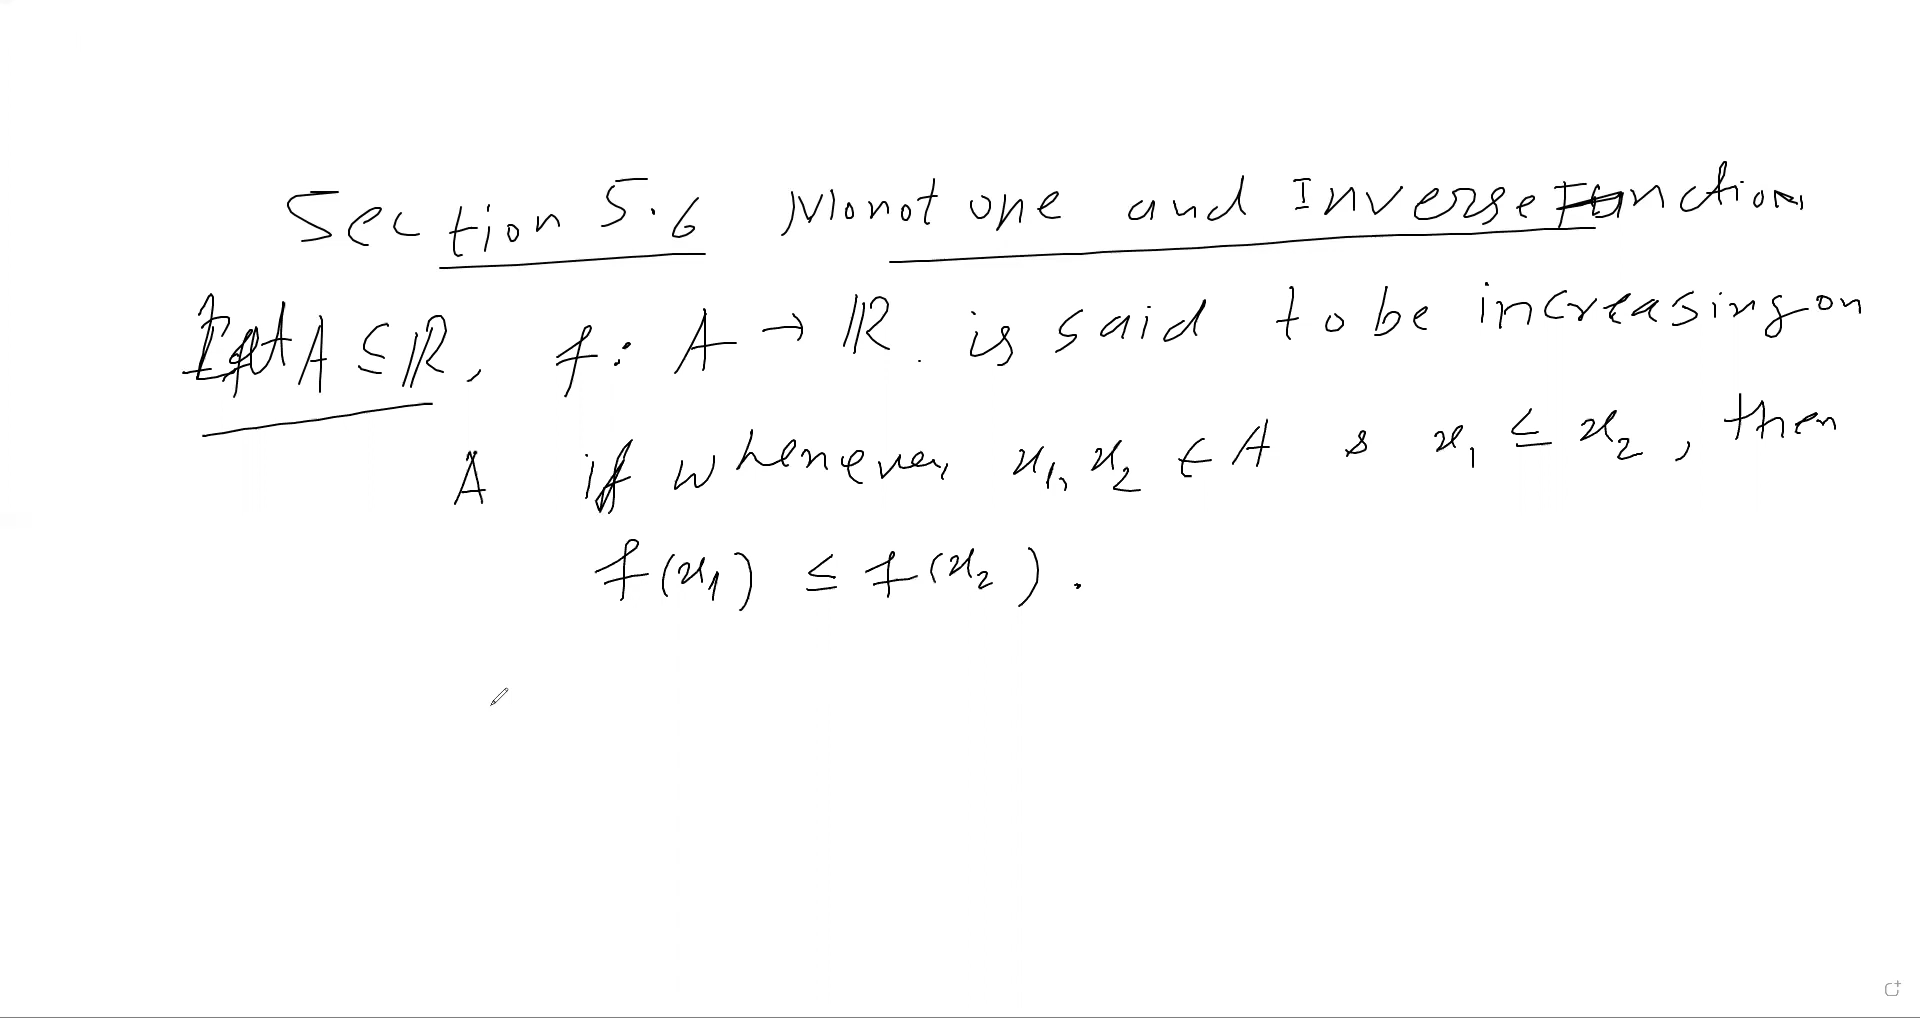 Section 5.6 Monotone and Inverse Function
Let A ⊆ ℝ, f: A → ℝ. is said to be increasing on
A if whenever x₁, x₂ ∈ A & x₁ ≤ x₂, then
f(x₁) ≤ f(x₂).